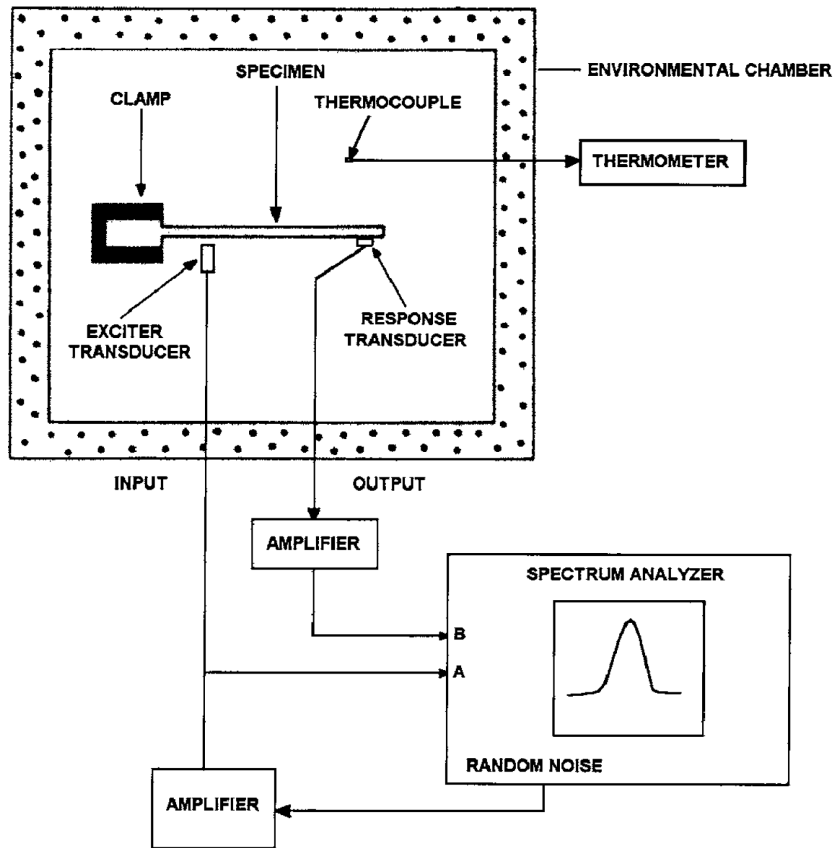 SPECIMEN
ENVIRONMENTAL CHAMBER
CLAMP
THERMOCOUPLE
THERMOMETER
EXCITER
TRANSDUCER
RESPONSE
TRANSDUCER
INPUT
OUTPUT
AMPLIFIER
SPECTRUM ANALYZER
B
A
RANDOM NOISE
AMPLIFIER